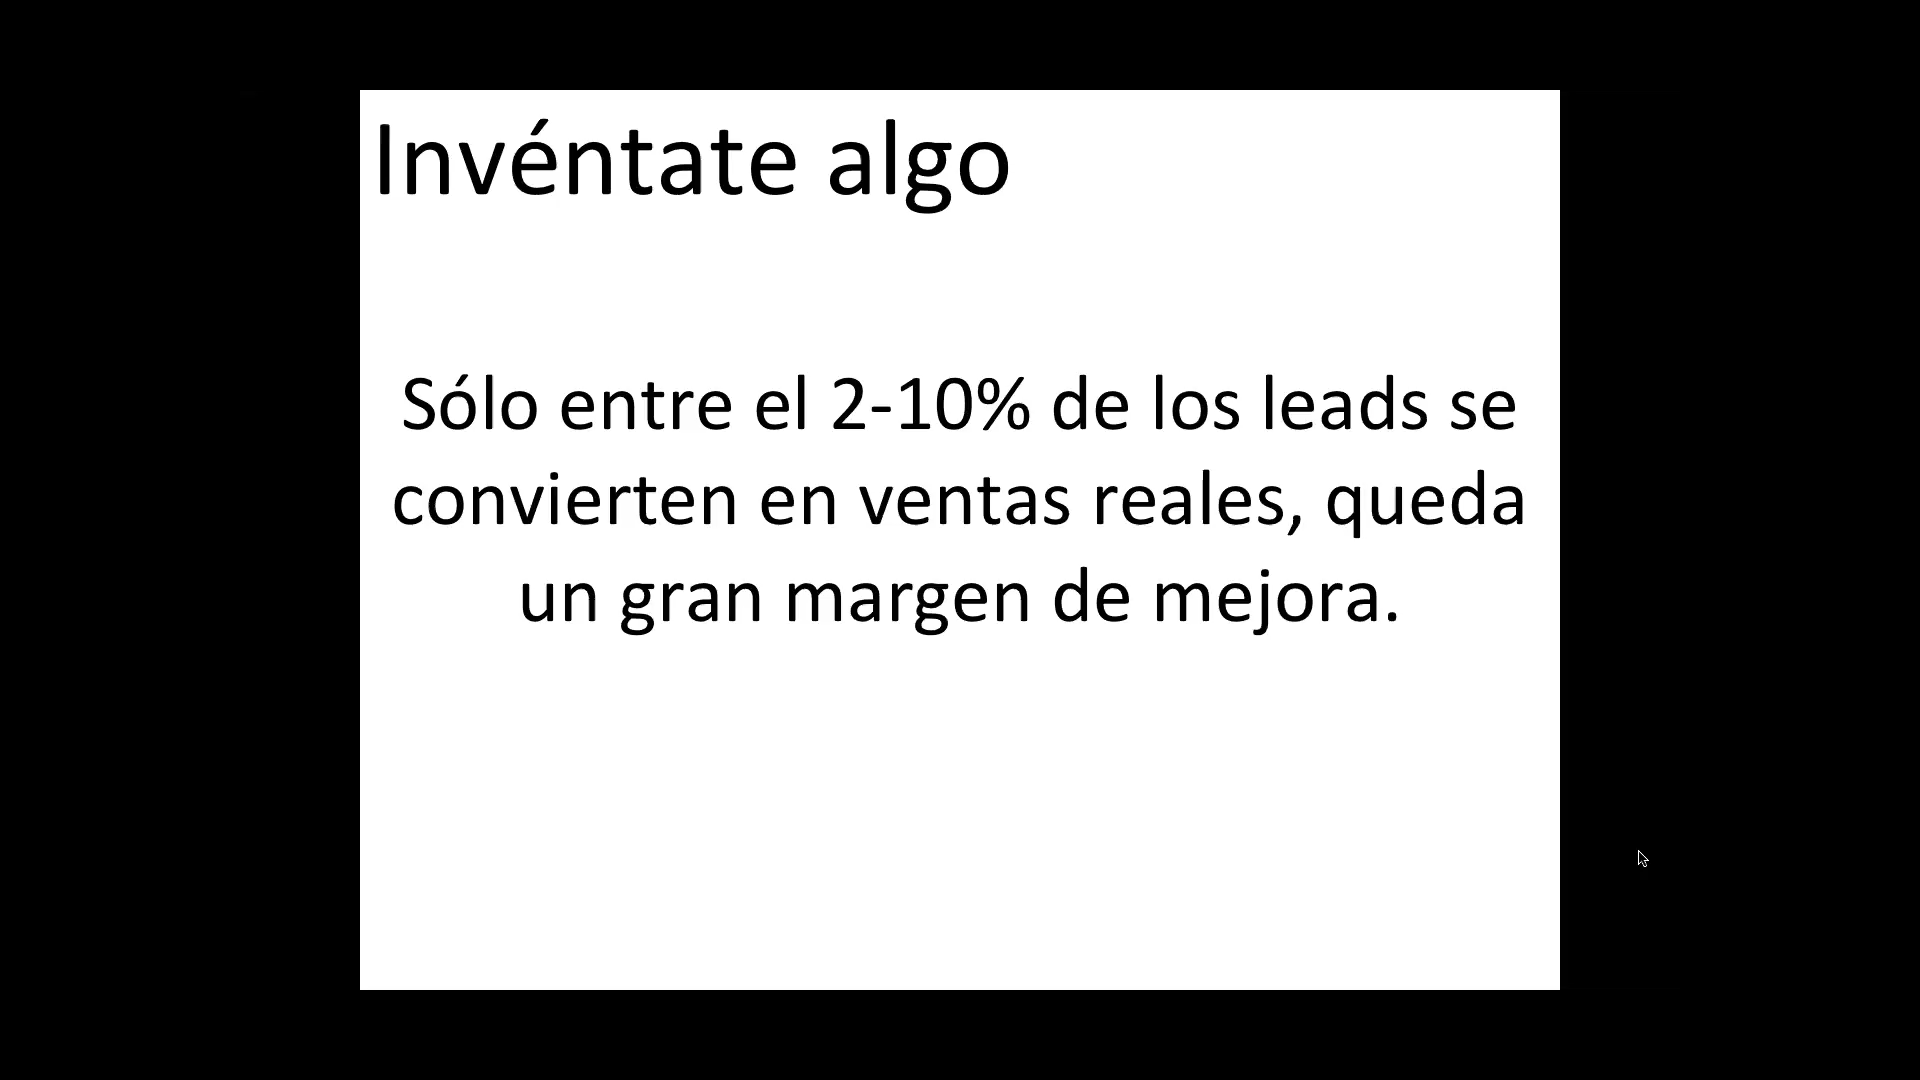 Invéntate algo
Sólo entre el 2-10% de los leads se
convierten en ventas reales, queda
un gran margen de mejora.